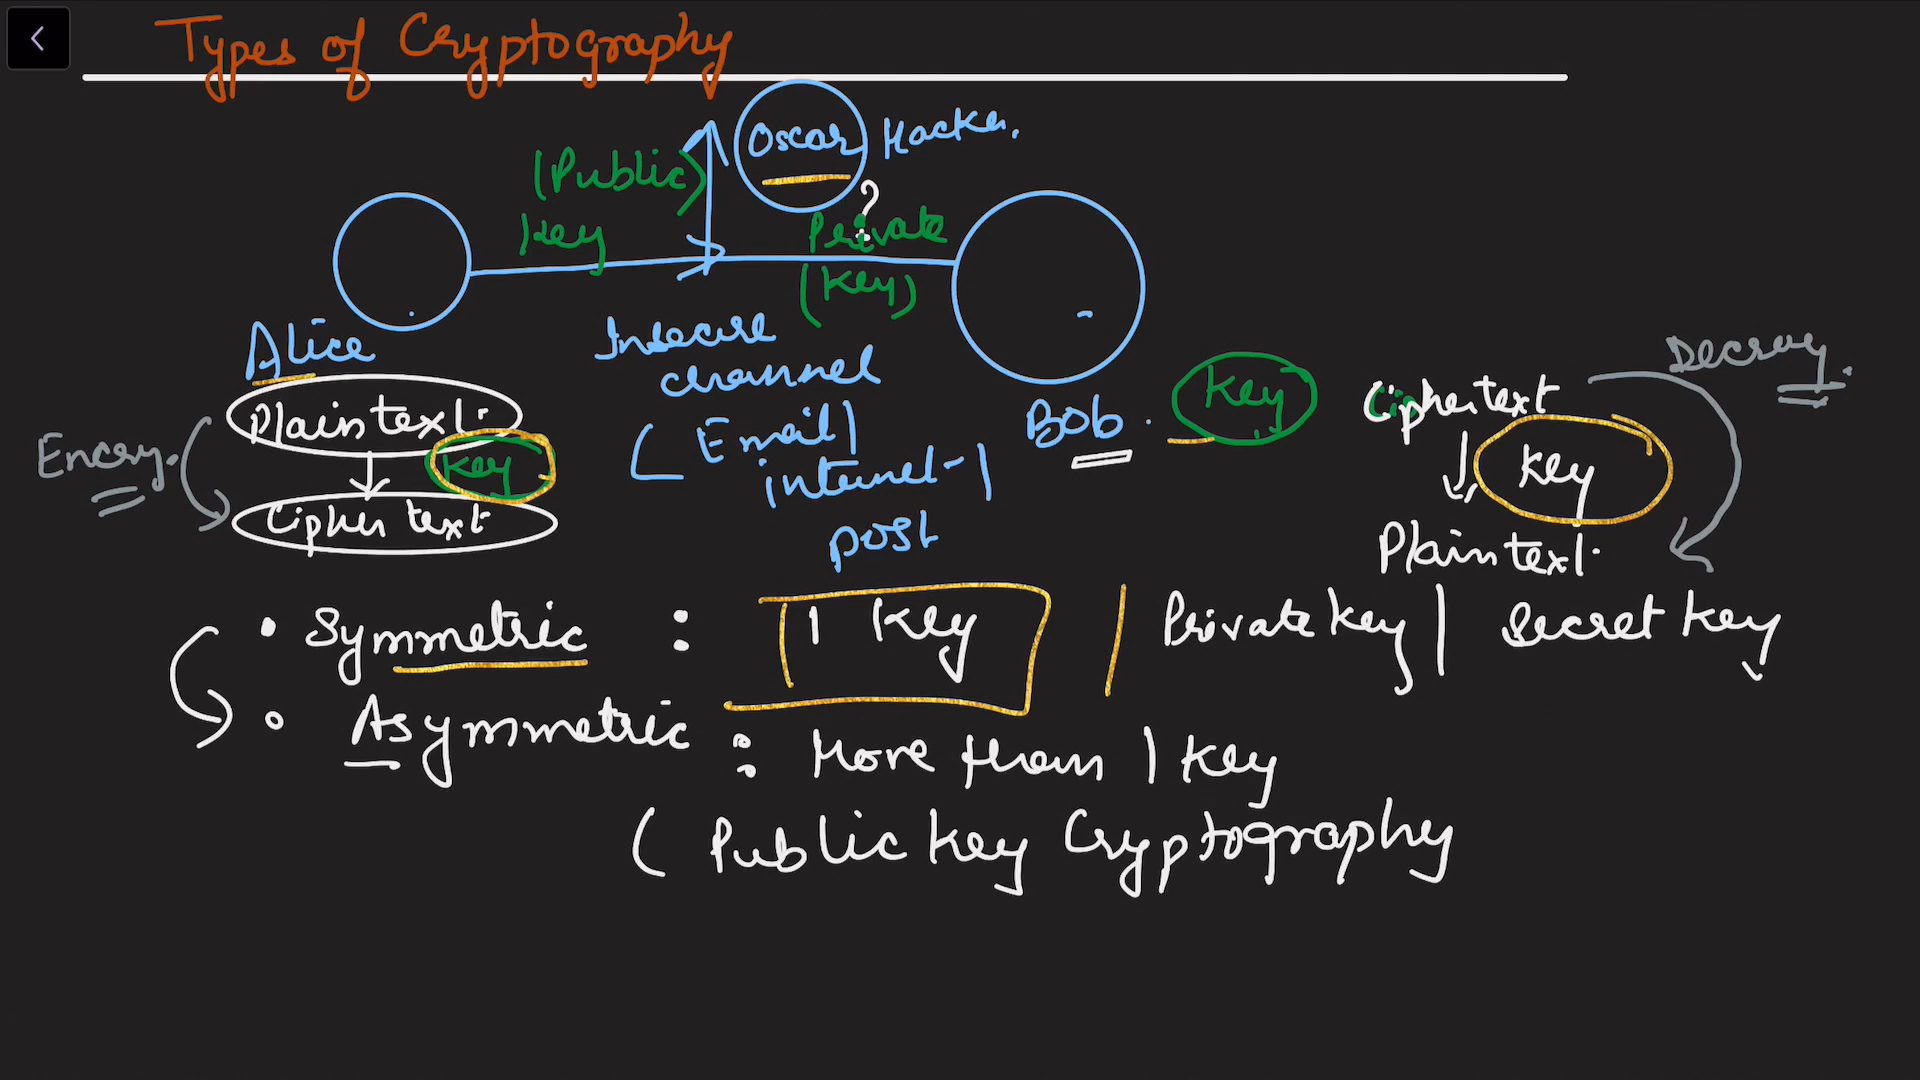 Types of Cryptography
Oscar Hacker.
(Public)
Key
?
Private
(Key)
Alice
Insecure
channel
(Email|
internet-|
post
Bob.
Key
Plaintext.
Key
Cipher text
Encry.
Ciphertext
Key
Plaintext.
Decray.
• Symmetric : 1 Key | Private Key | Secret Key
• Asymmetric : More than 1 Key
(Public Key Cryptography